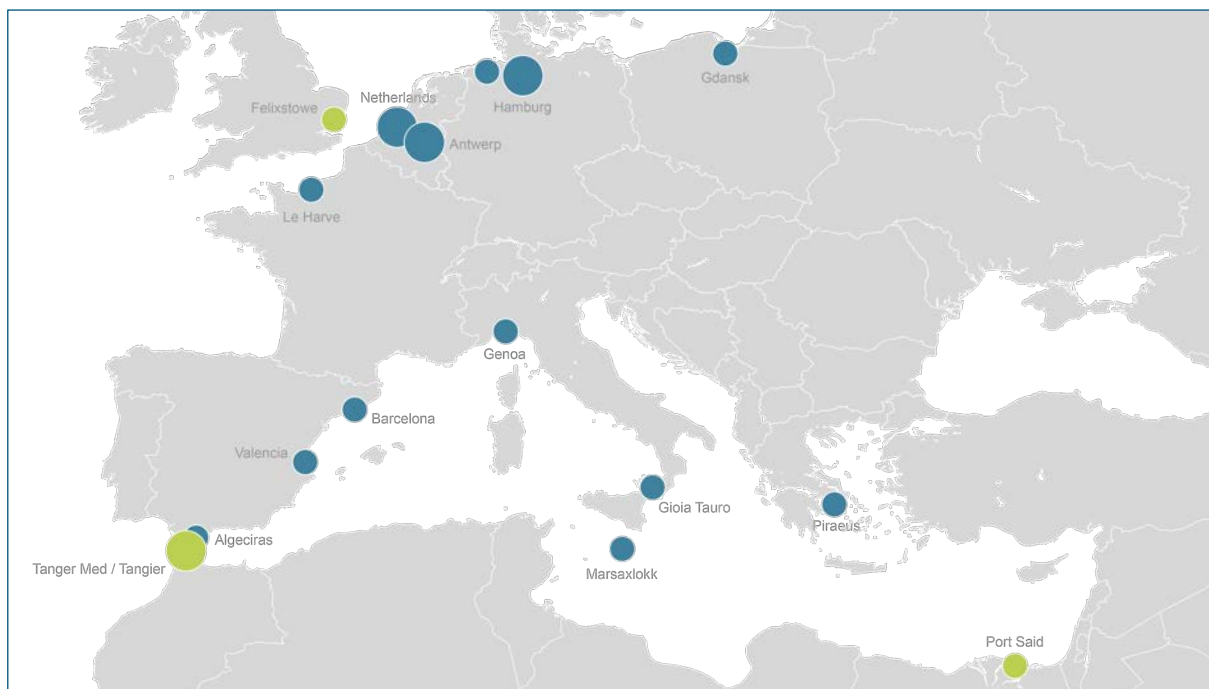 Gdansk
Hamburg
Netherlands
Felixstowe
Antwerp
Le Harve
Genoa
Barcelona
Valencia
Gioia Tauro
Piraeus
Algeciras
Tanger Med / Tangier
Marsaxlokk
Port Said